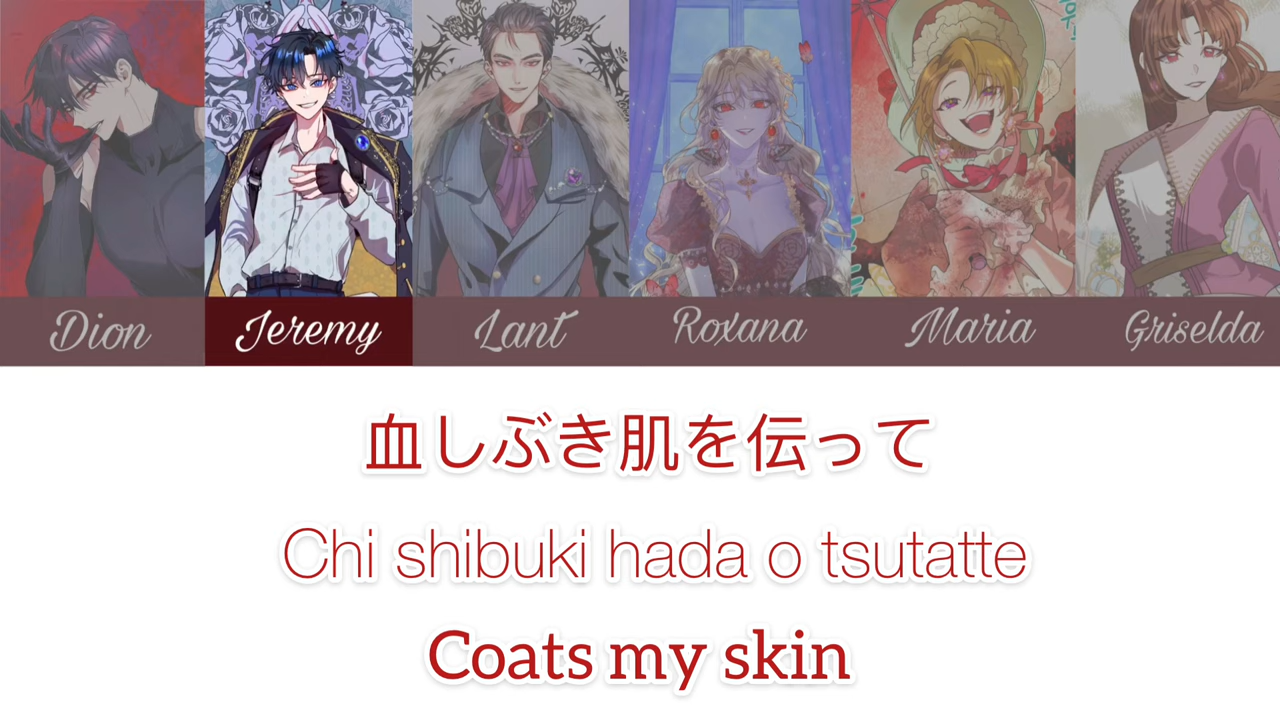 Dion Jeremy Lant Roxana Maria Griselda
血しぶき肌を伝って
Chi shibuki hada o tsutatte
Coats my skin